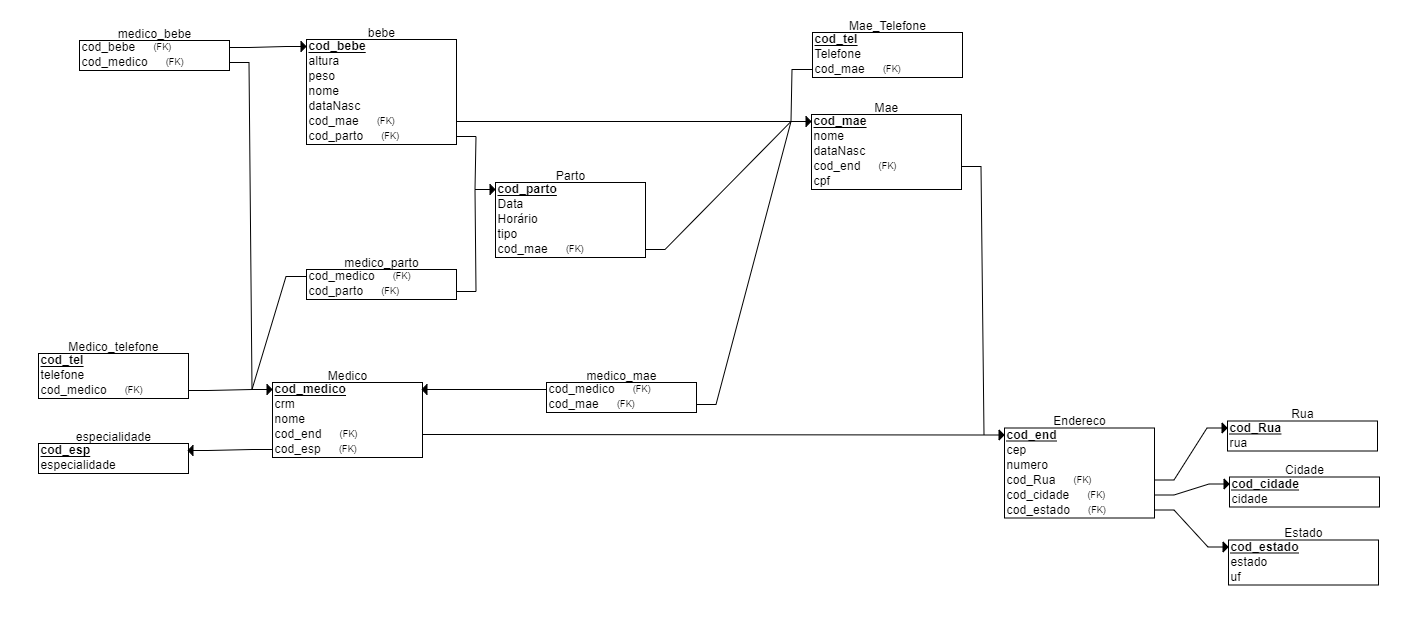 medico_bebe
cod_bebe (FK)
cod_medico (FK)
bebe
cod_bebe
altura
peso
nome
dataNasc
cod_mae (FK)
cod_parto (FK)
Mae_Telefone
cod_tel
Telefone
cod_mae (FK)
Mae
cod_mae
nome
dataNasc
cod_end (FK)
cpf
Parto
cod_parto
Data
Horário
tipo
cod_mae (FK)
medico_parto
cod_medico (FK)
cod_parto (FK)
Medico_telefone
cod_tel
telefone
cod_medico (FK)
Medico
cod_medico
crm
nome
cod_end (FK)
cod_esp (FK)
medico_mae
cod_medico (FK)
cod_mae (FK)
especialidade
cod_esp
especialidade
Endereco
cod_end
cep
numero
cod_Rua (FK)
cod_cidade (FK)
cod_estado (FK)
Rua
cod_Rua
rua
Cidade
cod_cidade
cidade
Estado
cod_estado
estado
uf